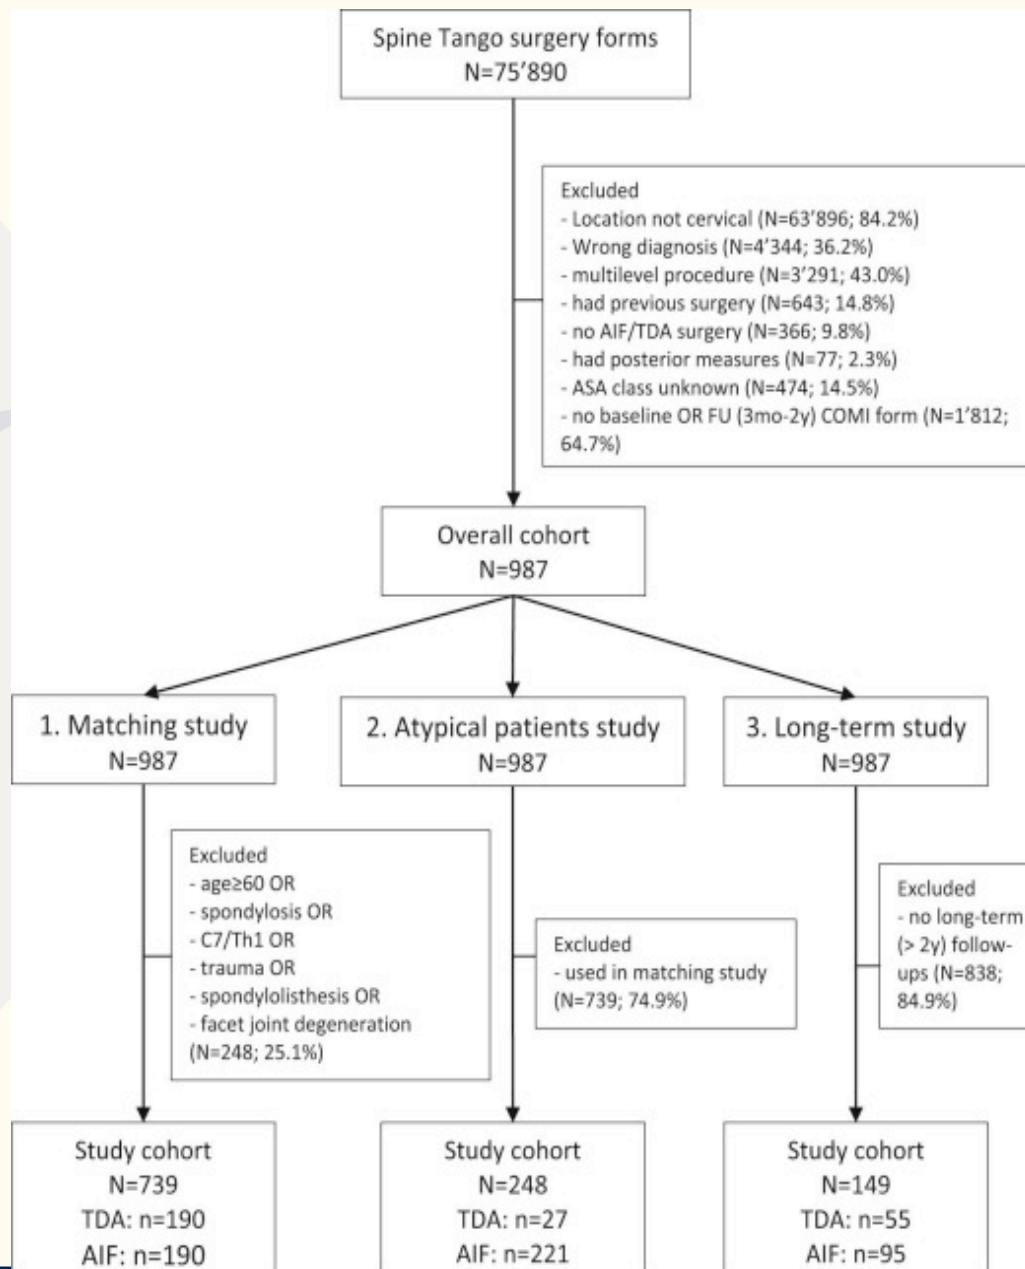 Spine Tango surgery forms
N=75’890
Excluded
- Location not cervical (N=63’896; 84.2%)
- Wrong diagnosis (N=4’344; 36.2%)
- multilevel procedure (N=3’291; 43.0%)
- had previous surgery (N=643; 14.8%)
- no AIF/TDA surgery (N=366; 9.8%)
- had posterior measures (N=77; 2.3%)
- ASA class unknown (N=474; 14.5%)
- no baseline OR FU (3mo-2y) COMI form (N=1’812;
64.7%)
Overall cohort
N=987
1. Matching study
N=987
2. Atypical patients study
N=987
3. Long-term study
N=987
Excluded
- age≥60 OR
- spondylosis OR
- C7/Th1 OR
- trauma OR
- spondylolisthesis OR
- facet joint degeneration
(N=248; 25.1%)
Excluded
- used in matching study
(N=739; 74.9%)
Excluded
- no long-term
(> 2y) follow-
ups (N=838;
84.9%)
Study cohort
N=739
TDA: n=190
AIF: n=190
Study cohort
N=248
TDA: n=27
AIF: n=221
Study cohort
N=149
TDA: n=55
AIF: n=95